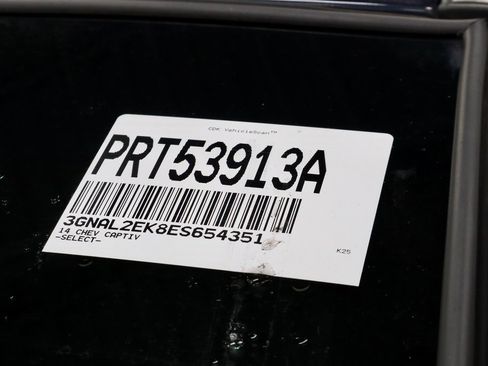 CDK VehicleScan™
PRT53913A
3GNAL2EK8ES654351
14 CHEV CAPTIV
-SELECT-
K25